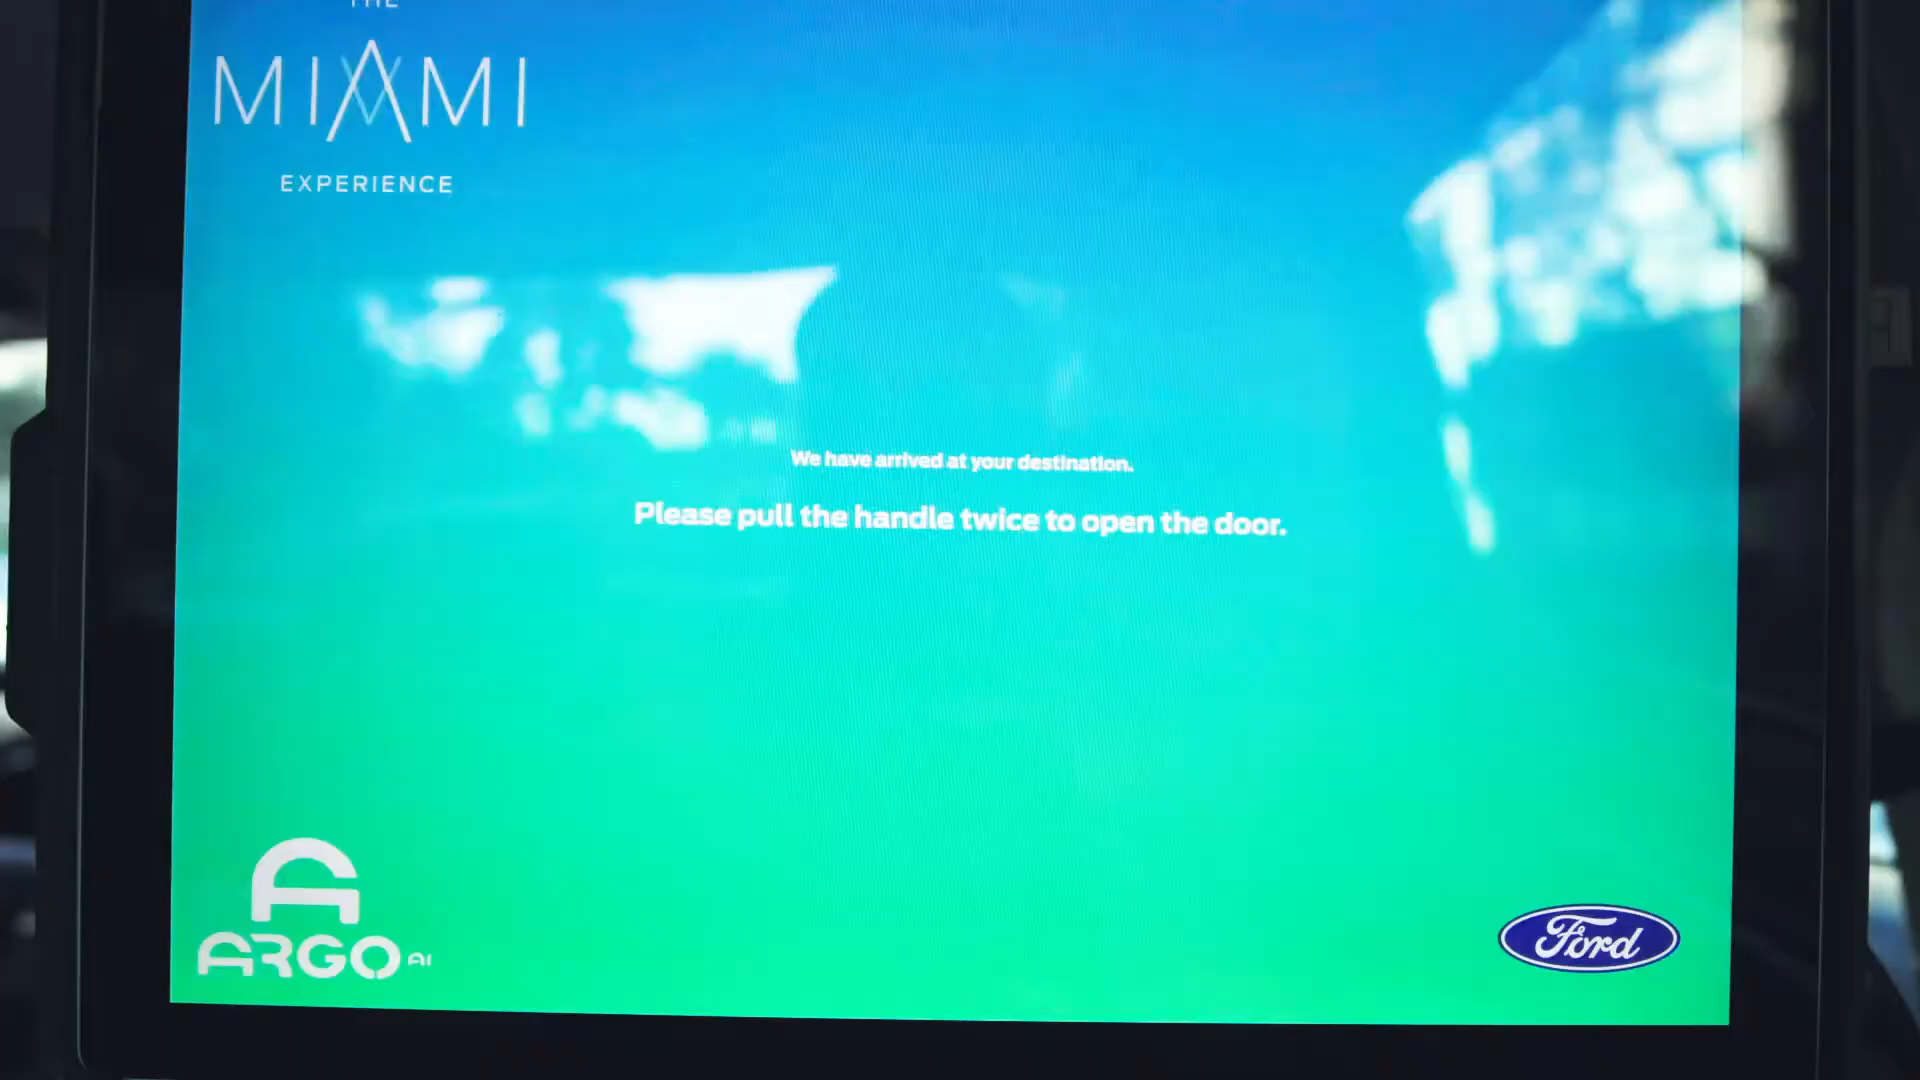 THE
MIAMI
EXPERIENCE
We have arrived at your destination.
Please pull the handle twice to open the door.
ARGO AI
Ford